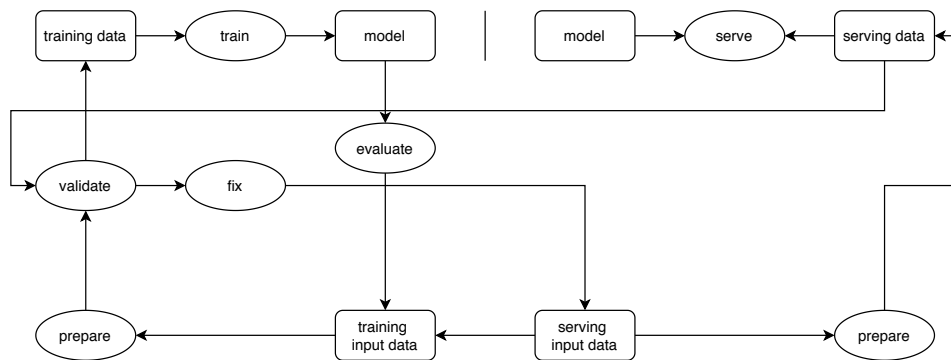 training data
train
model
model
serve
serving data
evaluate
validate
fix
prepare
training
input data
serving
input data
prepare